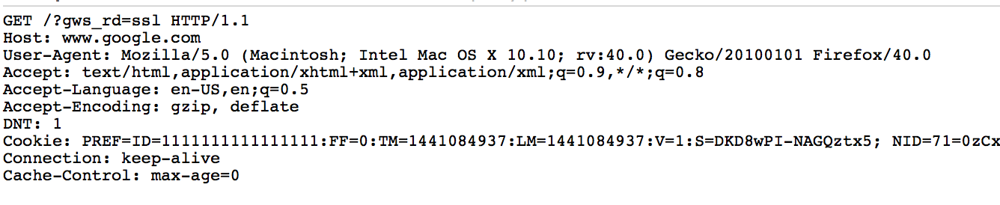 GET /?gws_rd=ssl HTTP/1.1
Host: www.google.com
User-Agent: Mozilla/5.0 (Macintosh; Intel Mac OS X 10.10; rv:40.0) Gecko/20100101 Firefox/40.0
Accept: text/html,application/xhtml+xml,application/xml;q=0.9,*/*;q=0.8
Accept-Language: en-US,en;q=0.5
Accept-Encoding: gzip, deflate
DNT: 1
Cookie: PREF=ID=1111111111111111:FF=0:TM=1441084937:LM=1441084937:V=1:S=DKD8wPI-NAGQztx5; NID=71=0zCx
Connection: keep-alive
Cache-Control: max-age=0